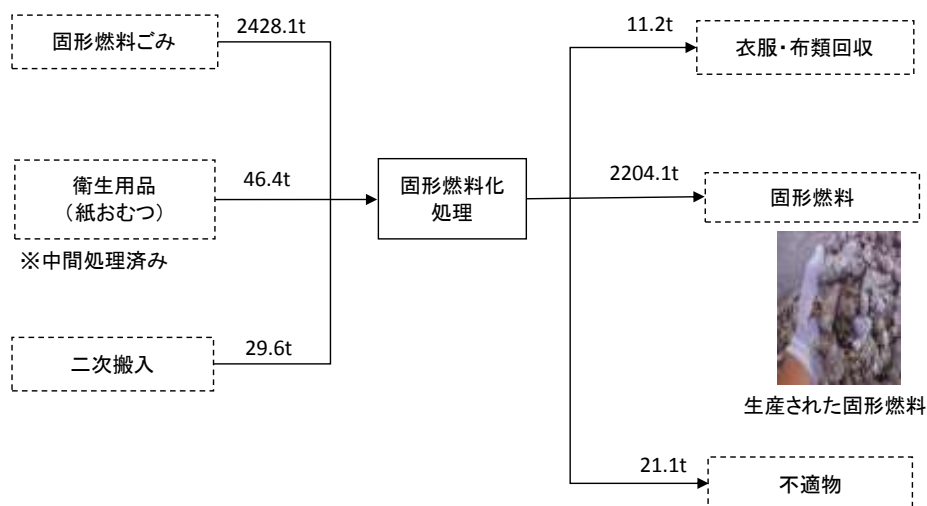 固形燃料ごみ
2428.1t
衛生用品
（紙おむつ）
46.4t
※中間処理済み
二次搬入
29.6t
固形燃料化
処理
11.2t
衣服・布類回収
2204.1t
固形燃料
生産された固形燃料
21.1t
不適物